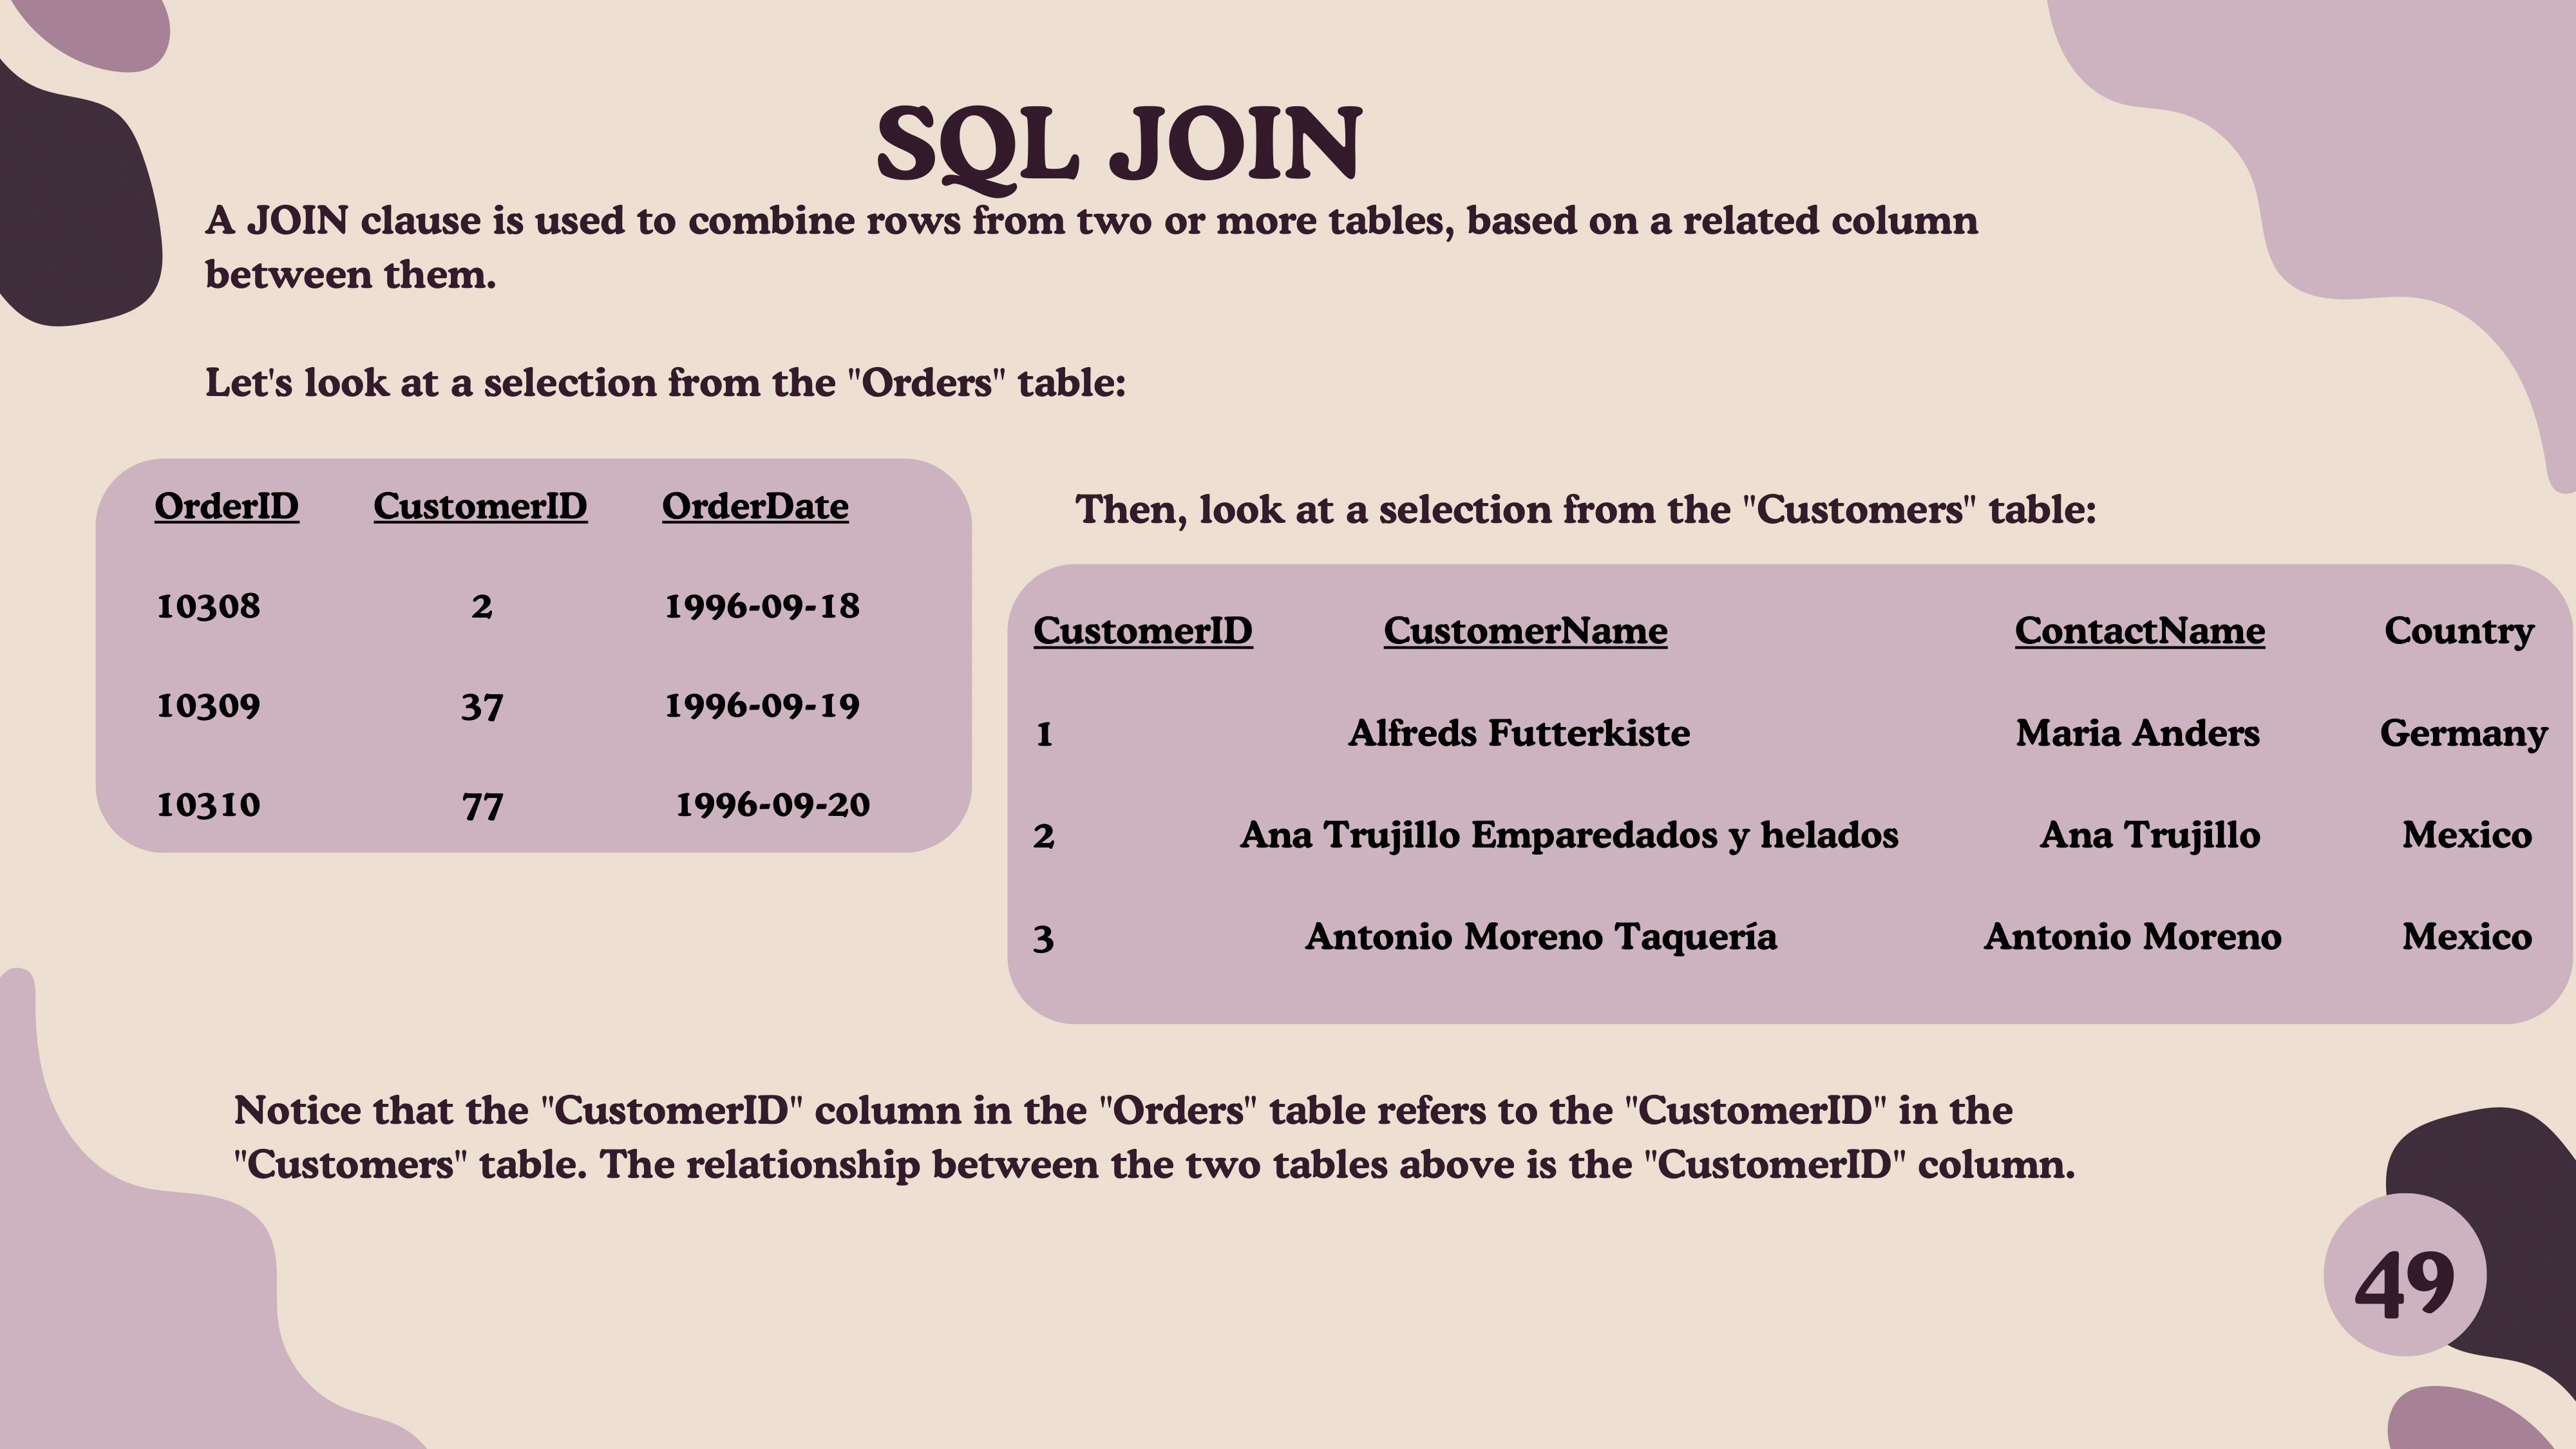 SQL JOIN
A JOIN clause is used to combine rows from two or more tables, based on a related column
between them.
Let's look at a selection from the "Orders" table:
OrderID CustomerID OrderDate
10308 2 1996-09-18
10309 37 1996-09-19
10310 77 1996-09-20
Then, look at a selection from the "Customers" table:
CustomerID CustomerName ContactName Country
1 Alfreds Futterkiste Maria Anders Germany
2 Ana Trujillo Emparedados y helados Ana Trujillo Mexico
3 Antonio Moreno Taquería Antonio Moreno Mexico
Notice that the "CustomerID" column in the "Orders" table refers to the "CustomerID" in the
"Customers" table. The relationship between the two tables above is the "CustomerID" column.
49